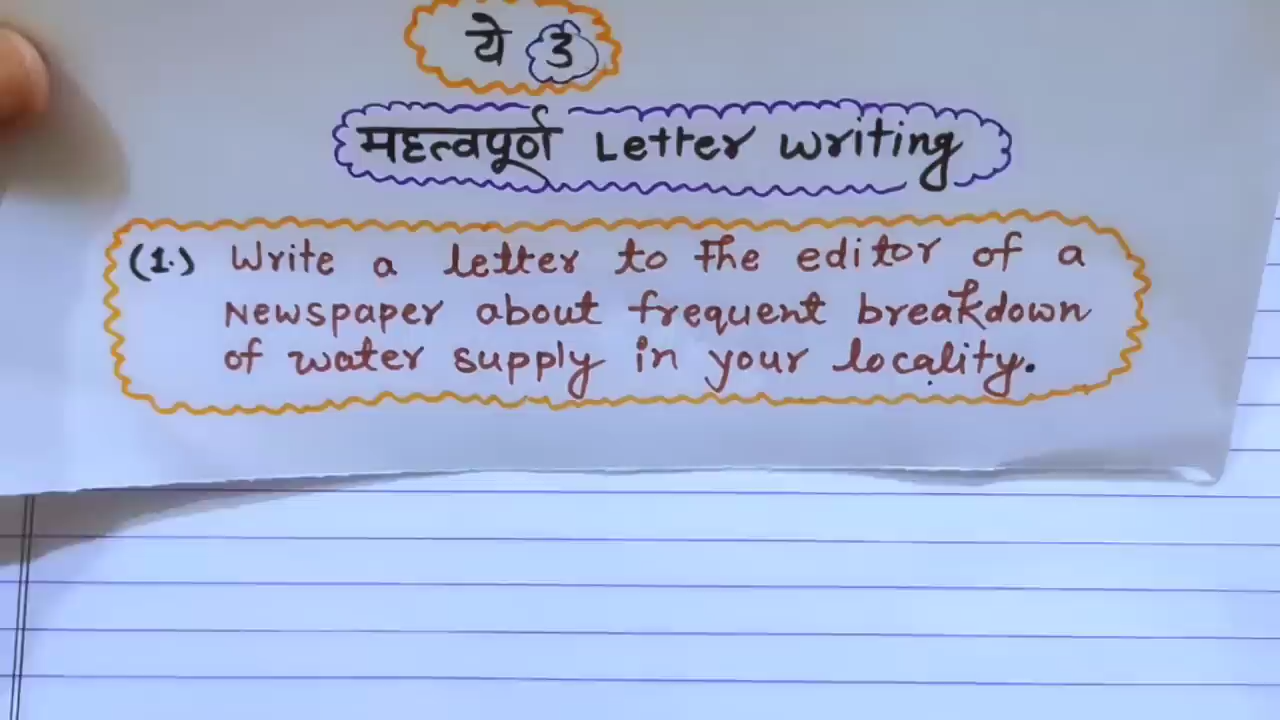 ये 3
महत्वपूर्ण Letter writing
(1.) Write a letter to the editor of a
Newspaper about frequent breakdown
of water supply in your locality.